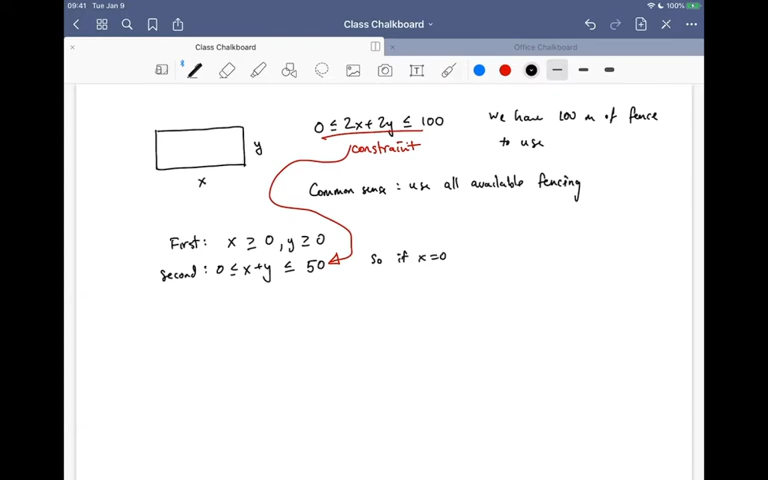 09:41 Tue Jan 9
100%
Class Chalkboard
Class Chalkboard
Office Chalkboard
0 ≤ 2x + 2y ≤ 100
constraint
We have 100 m of fence
to use
y
x
Common sense : use all available fencing
First: x ≥ 0 , y ≥ 0
second : 0 ≤ x+y ≤ 50
So if x=0